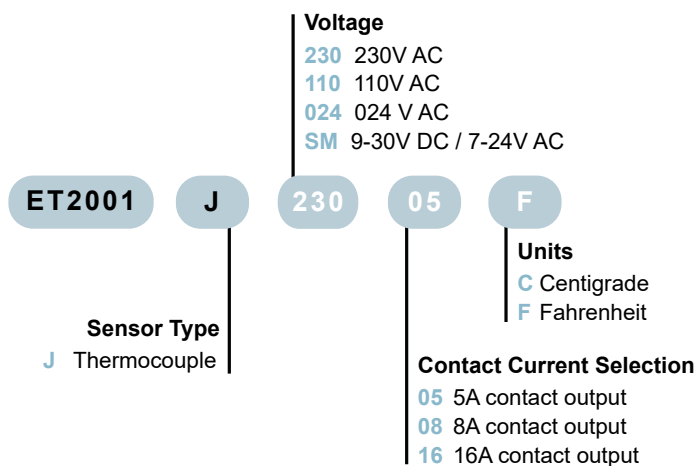 Voltage
230 230V AC
110 110V AC
024 024 V AC
SM 9-30V DC / 7-24V AC
ET2001 J 230 05 F
Units
C Centigrade
F Fahrenheit
Sensor Type
J Thermocouple
Contact Current Selection
05 5A contact output
08 8A contact output
16 16A contact output